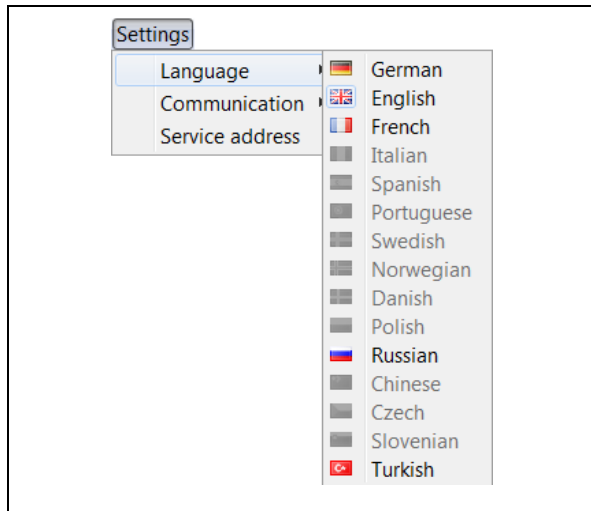 Settings
Language
Communication
Service address
German
English
French
Italian
Spanish
Portuguese
Swedish
Norwegian
Danish
Polish
Russian
Chinese
Czech
Slovenian
Turkish